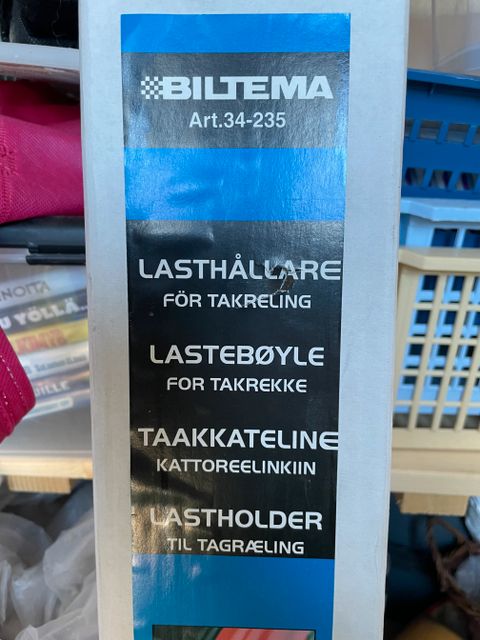 BILTEMA
Art.34-235
LASTHÅLLARE
FÖR TAKRELING
LASTEBØYLE
FOR TAKREKKE
TAAKKATELINE
KATTOREELINKIIN
LASTHOLDER
TIL TAGRÆLING